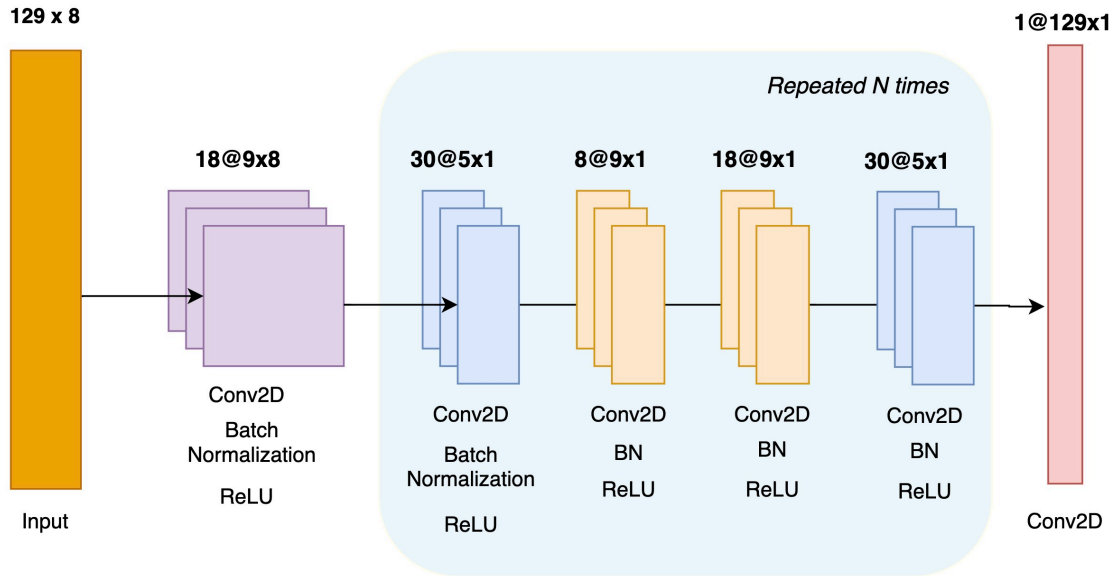 129 x 8
1@129x1
Repeated N times
18@9x8
30@5x1
8@9x1
18@9x1
30@5x1
Conv2D
Batch
Normalization
ReLU
Conv2D
Batch
Normalization
ReLU
Conv2D
BN
ReLU
Conv2D
BN
ReLU
Conv2D
BN
ReLU
Input
Conv2D